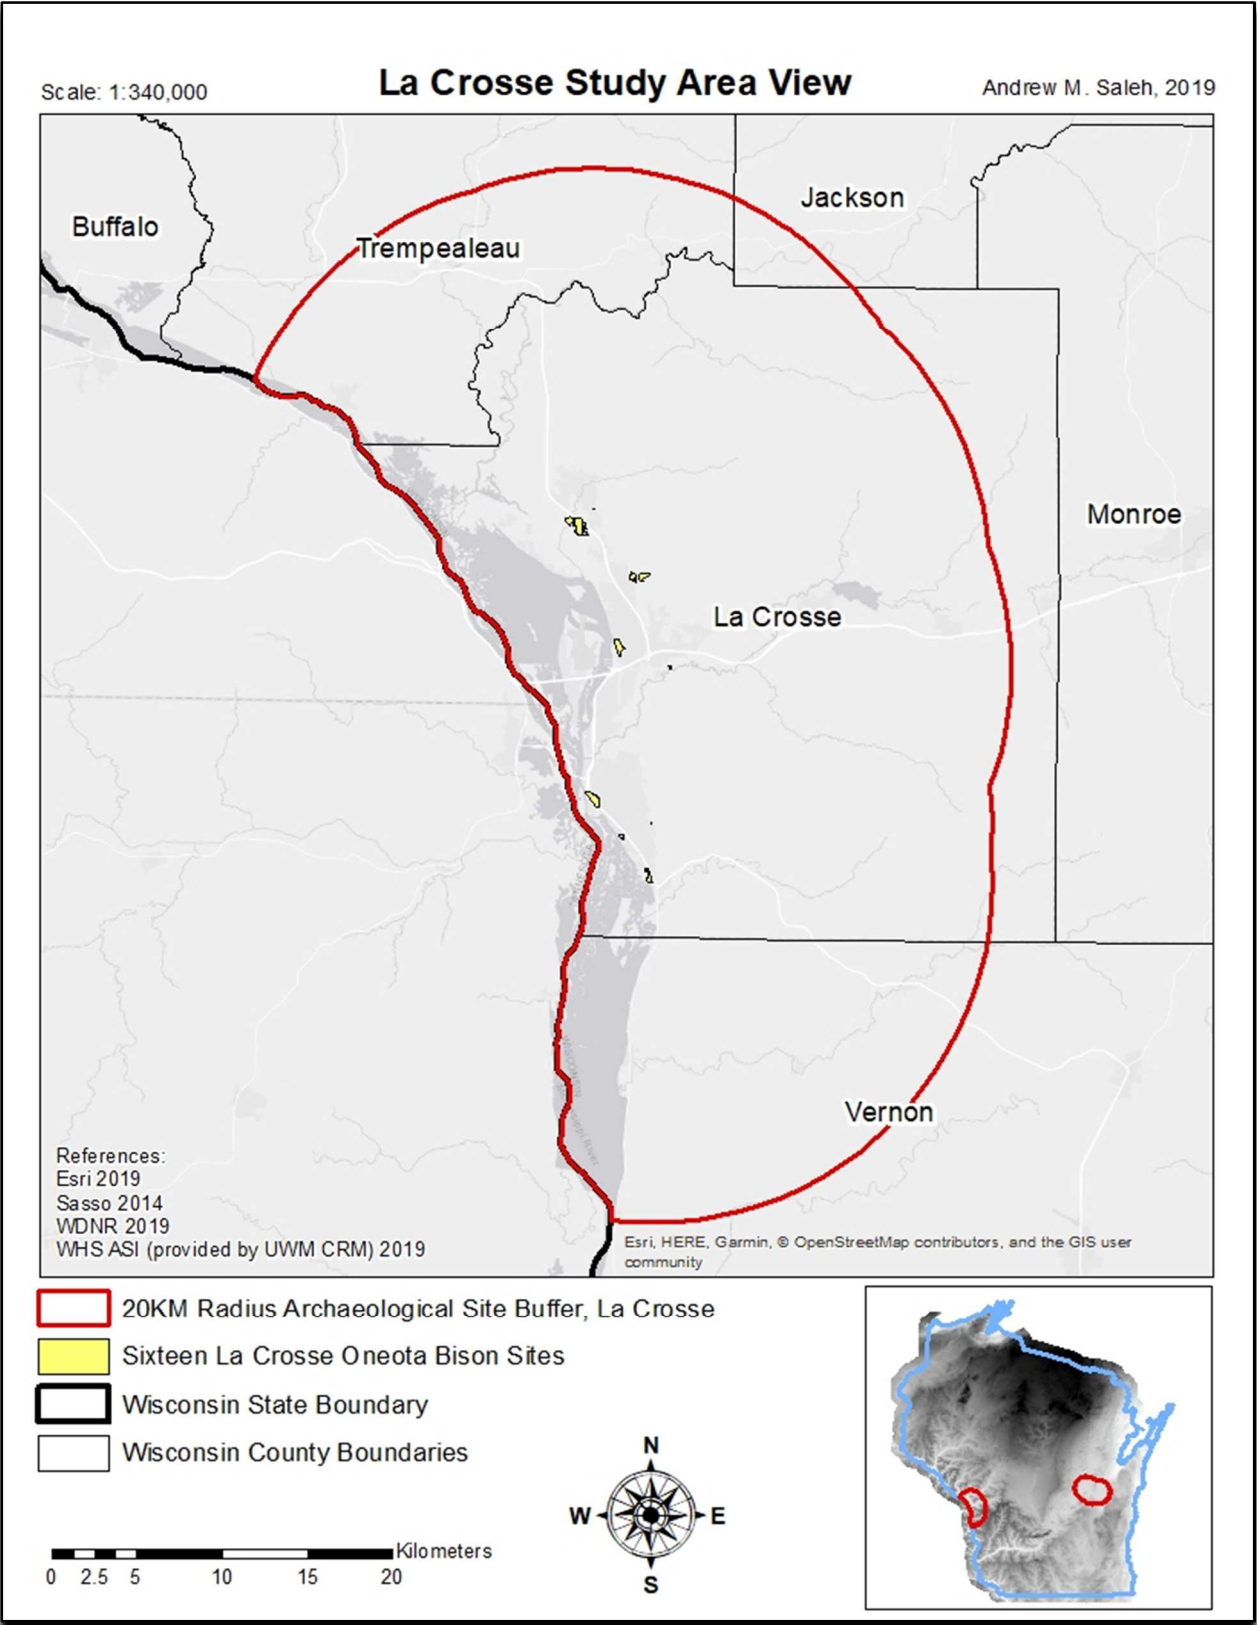 La Crosse Study Area View
Scale: 1:340,000
Andrew M. Saleh, 2019
Jackson
Buffalo
Trempealeau
Monroe
La Crosse
WISCONSIN
Vernon
References:
Esri 2019
Sasso 2014
WDNR 2019
WHS ASI (provided by UWM CRM) 2019
Esri, HERE, Garmin, © OpenStreetMap contributors, and the GIS user
community
20KM Radius Archaeological Site Buffer, La Crosse
Sixteen La Crosse Oneota Bison Sites
Wisconsin State Boundary
Wisconsin County Boundaries
N
W E
S
Kilometers
0 2.5 5 10 15 20